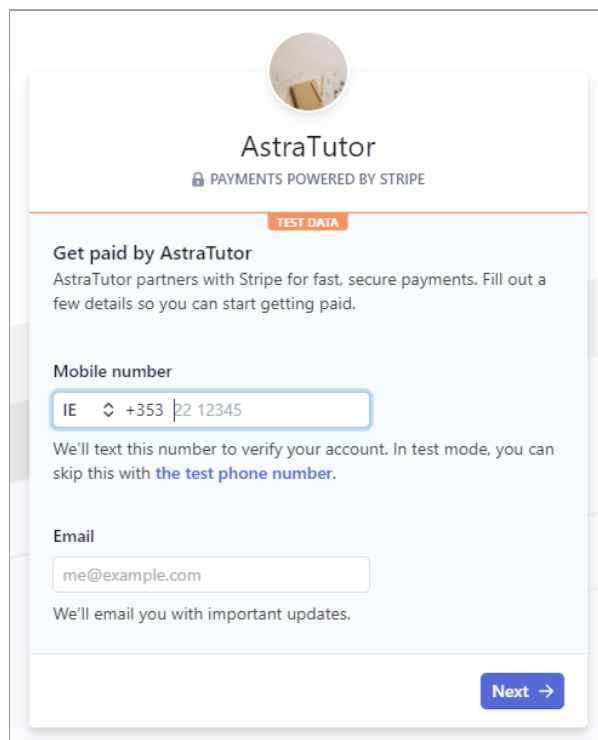 AstraTutor
PAYMENTS POWERED BY STRIPE
TEST DATA
Get paid by AstraTutor
AstraTutor partners with Stripe for fast, secure payments. Fill out a
few details so you can start getting paid.
Mobile number
IE +353 22 12345
We'll text this number to verify your account. In test mode, you can
skip this with the test phone number.
Email
me@example.com
We'll email you with important updates.
Next →